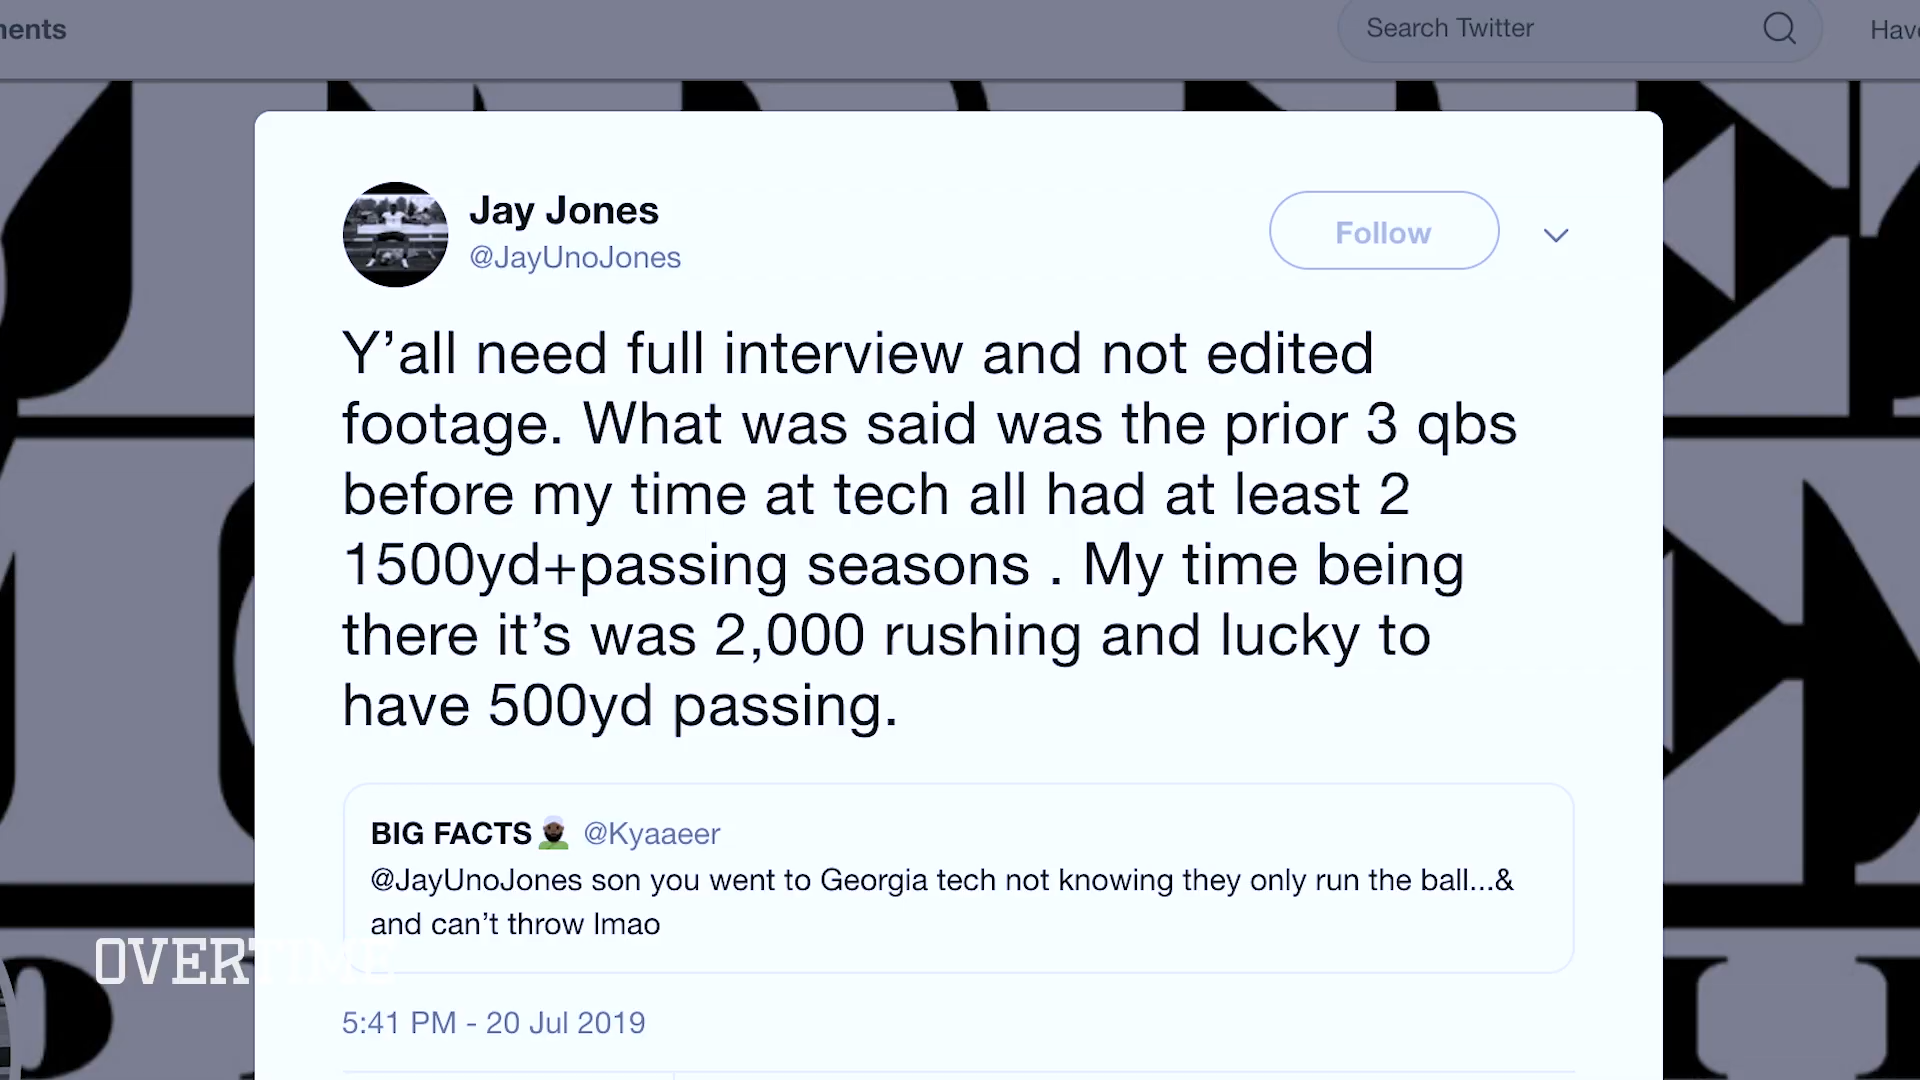 ments
Search Twitter
Have
Jay Jones
@JayUnoJones
Follow
Y’all need full interview and not edited
footage. What was said was the prior 3 qbs
before my time at tech all had at least 2
1500yd+passing seasons . My time being
there it’s was 2,000 rushing and lucky to
have 500yd passing.
BIG FACTS @Kyaaeer
@JayUnoJones son you went to Georgia tech not knowing they only run the ball...&
and can’t throw lmao
OVERTIME
5:41 PM - 20 Jul 2019